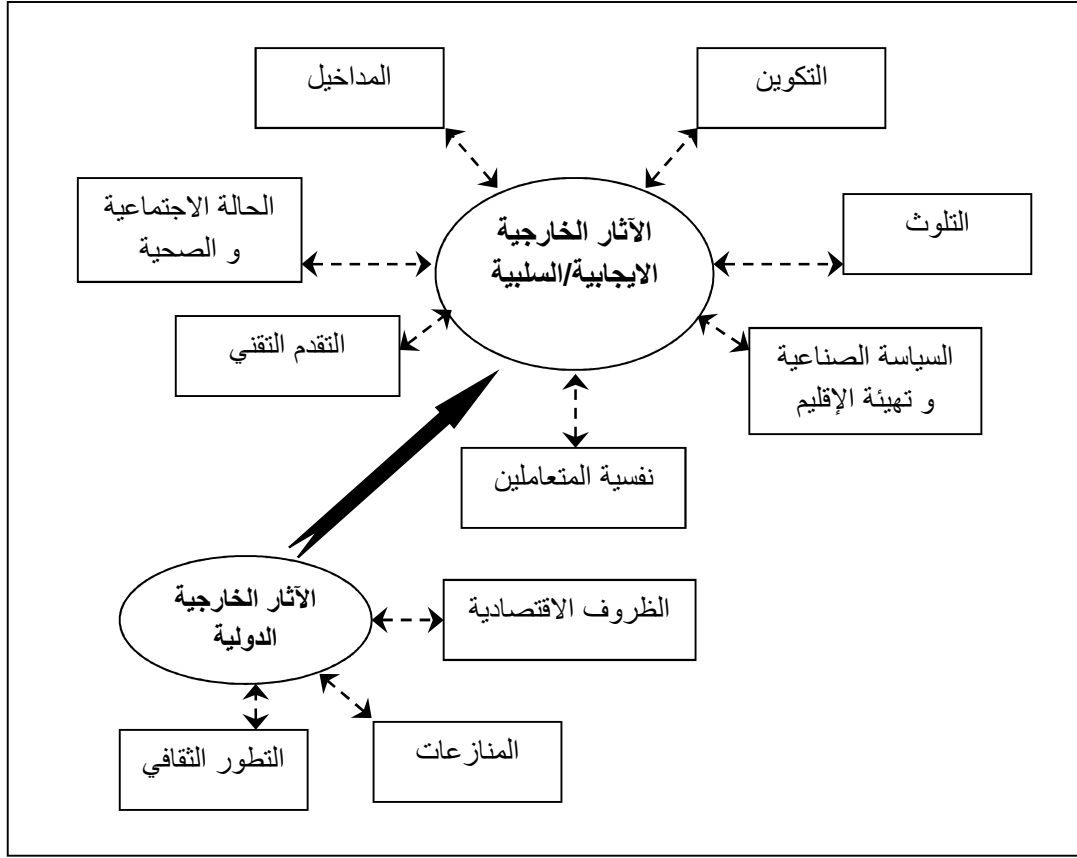 التكوين
المداخيل
الآثار الخارجية
الايجابية/السلبية
التلوث
الحالة الاجتماعية
و الصحية
السياسة الصناعية
و تهيئة الإقليم
التقدم التقني
نفسية المتعاملين
الآثار الخارجية
الدولية
الظروف الاقتصادية
المنازعات
التطور الثقافي